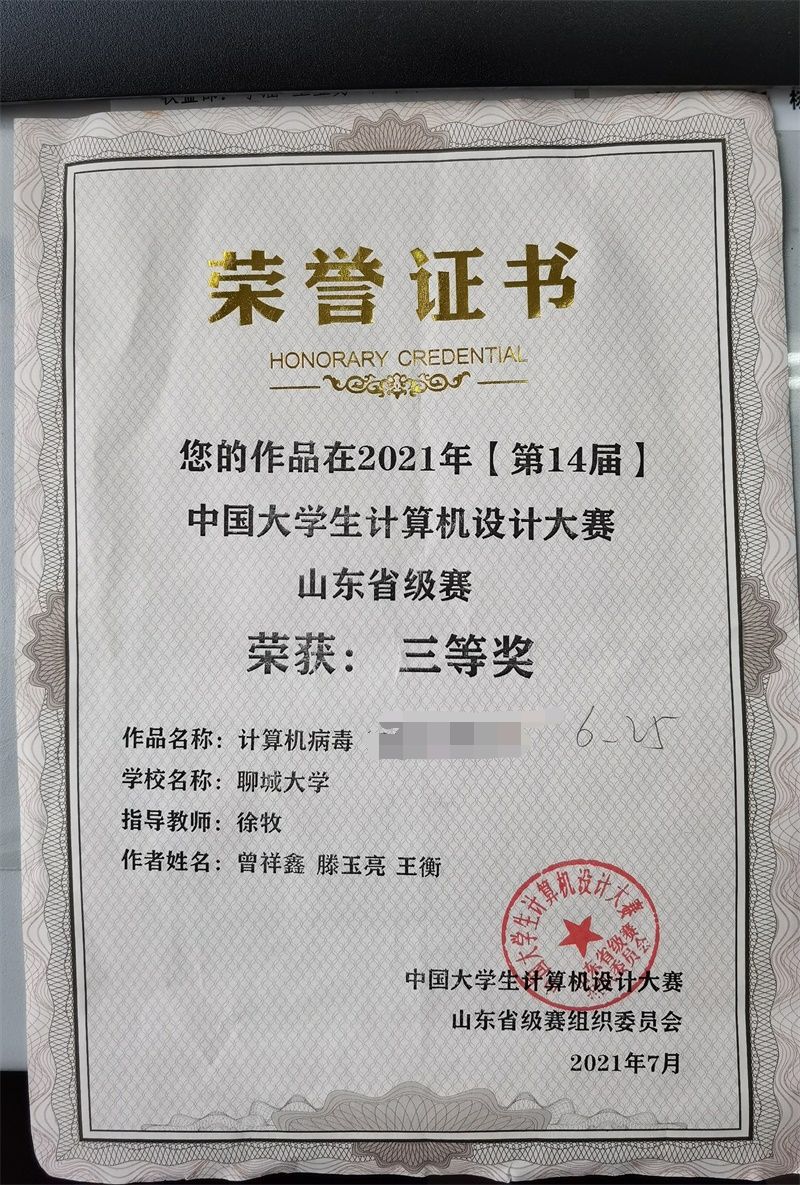 荣誉证书
HONORARY CREDENTIAL
您的作品在2021年【第14届】
中国大学生计算机设计大赛
山东省级赛
荣获： 三等奖
作品名称：计算机病毒
6-25
学校名称：聊城大学
指导教师：徐牧
作者姓名：曾祥鑫 滕玉亮 王衡
中国大学生计算机设计大赛
山东省级赛组织委员会
2021年7月